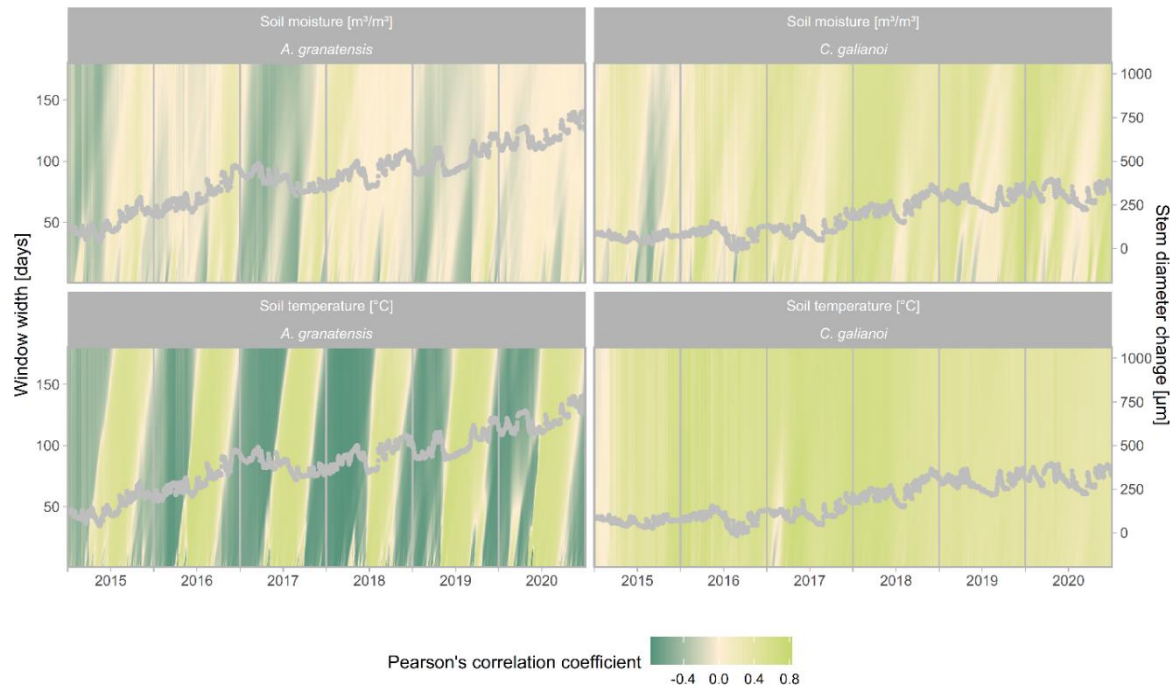 Soil moisture [m³/m³]
A. granatensis
Soil moisture [m³/m³]
C. galianoi
150
100
50
1000
750
500
250
0
Window width [days]
Stem diameter change [µm]
Soil temperature [°C]
A. granatensis
Soil temperature [°C]
C. galianoi
150
100
50
1000
750
500
250
0
2015 2016 2017 2018 2019 2020
2015 2016 2017 2018 2019 2020
Pearson's correlation coefficient
-0.4 0.0 0.4 0.8